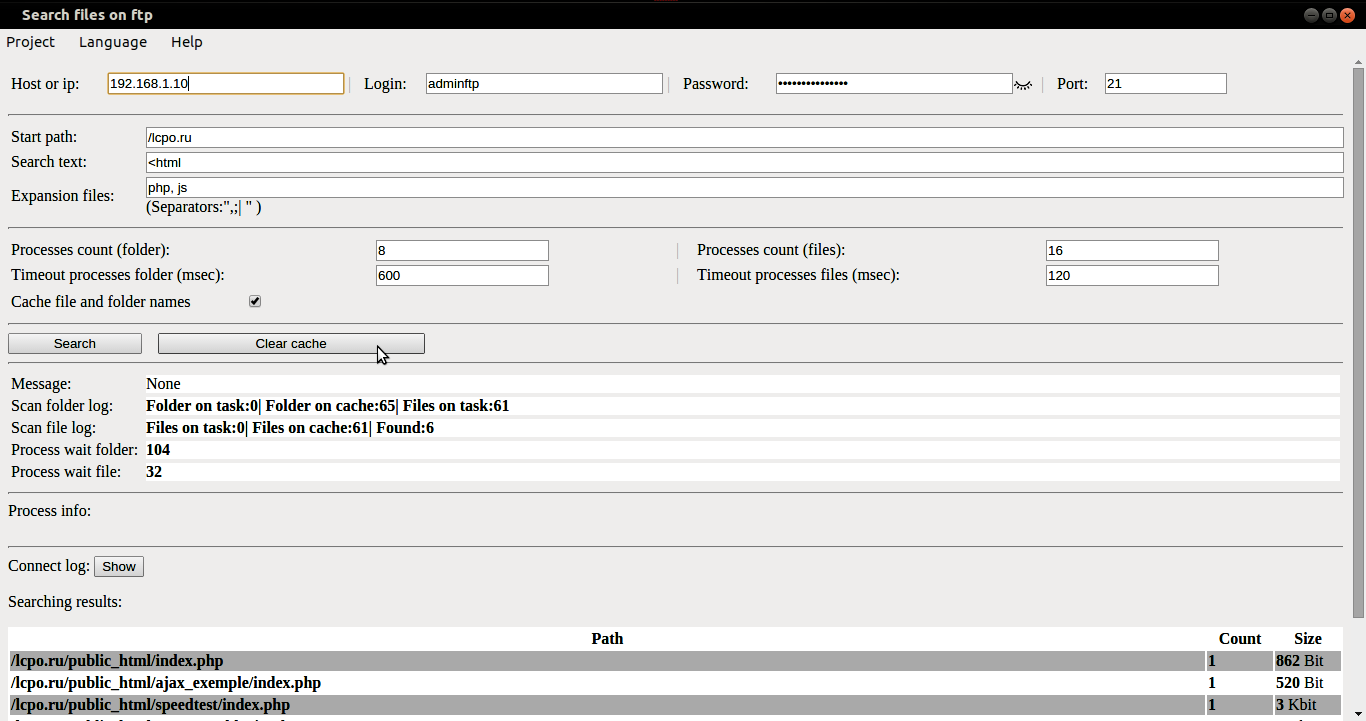 Search files on ftp
Project Language Help
Host or ip: 192.168.1.10 Login: adminftp Password: ••••••••••••••• Port: 21
Start path: /lcpo.ru
Search text: <html
Expansion files: php, js
(Separators:",;| " )
Processes count (folder): 8 Processes count (files): 16
Timeout processes folder (msec): 600 Timeout processes files (msec): 120
Cache file and folder names
Search Clear cache
Message: None
Scan folder log: Folder on task:0| Folder on cache:65| Files on task:61
Scan file log: Files on task:0| Files on cache:61| Found:6
Process wait folder: 104
Process wait file: 32
Process info:
Connect log: Show
Searching results:
Path Count Size
/lcpo.ru/public_html/index.php 1 862 Bit
/lcpo.ru/public_html/ajax_exemple/index.php 1 520 Bit
/lcpo.ru/public_html/speedtest/index.php 1 3 Kbit